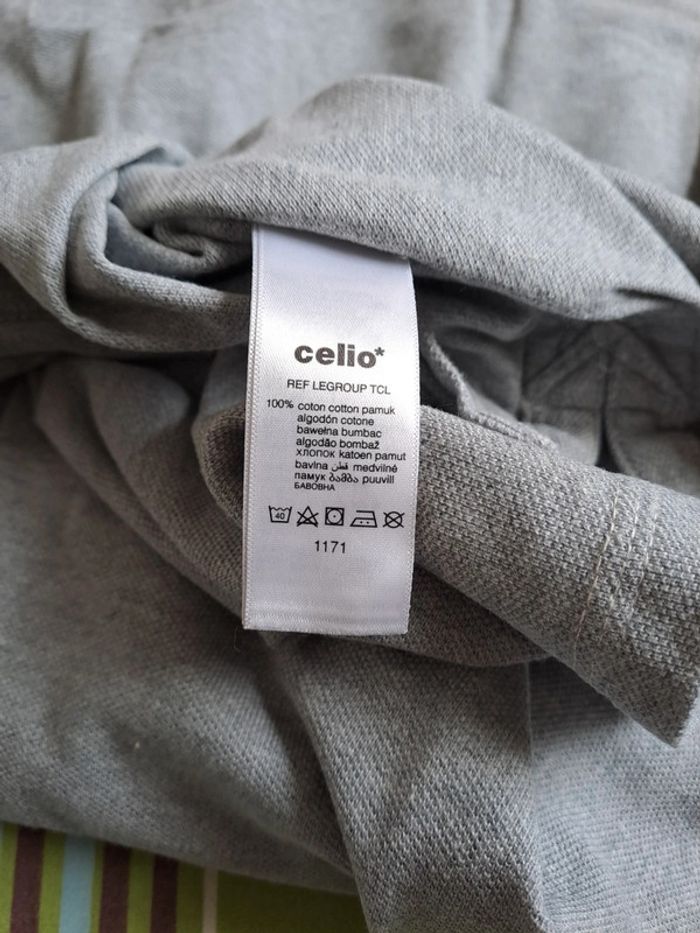 celio*
REF LEGROUP TCL
100% coton cotton pamuk
algodón cotone
bawełna bumbac
algodão bombaž
хлопок katoen pamut
bavlna قطن medvilnė
памук ბამბა puuvill
БАВОВНА
40
1171